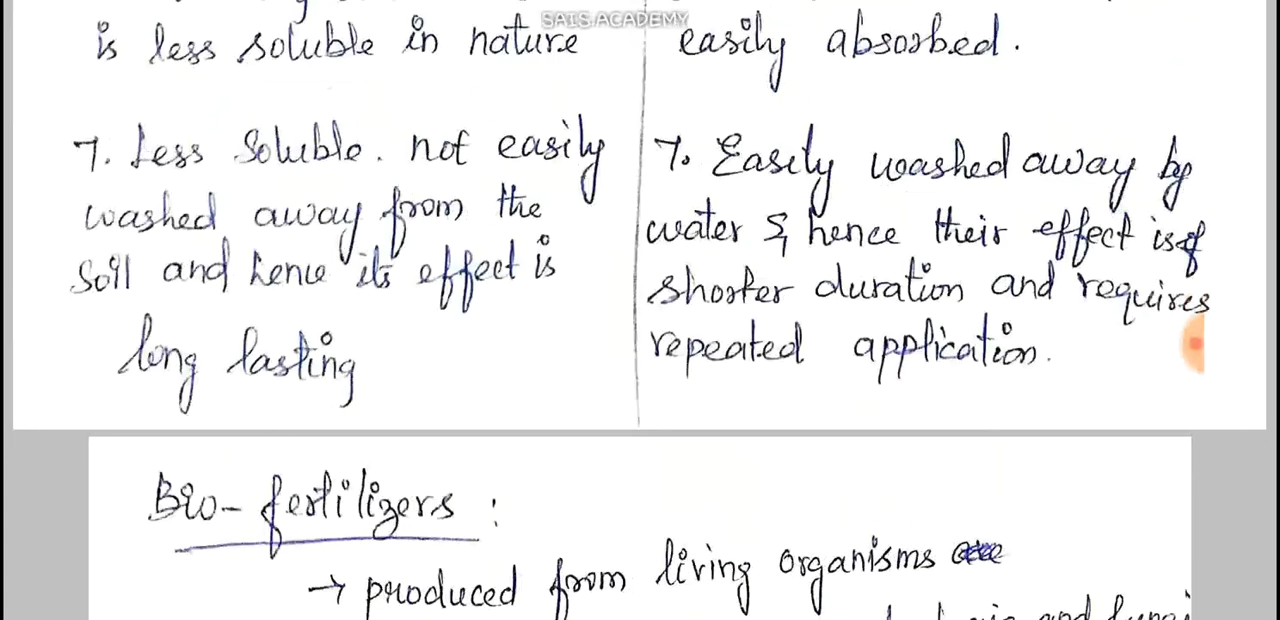 SAIS.ACADEMY
is less soluble in nature
7. Less Soluble. not easily
washed away from the
Soil and hence its effect is
long lasting
easily absorbed.
7. Easily washed away by
water & hence their effect is of
shorter duration and requires
repeated application.
Bio-fertilizers :
→ produced from living organisms
and fungi